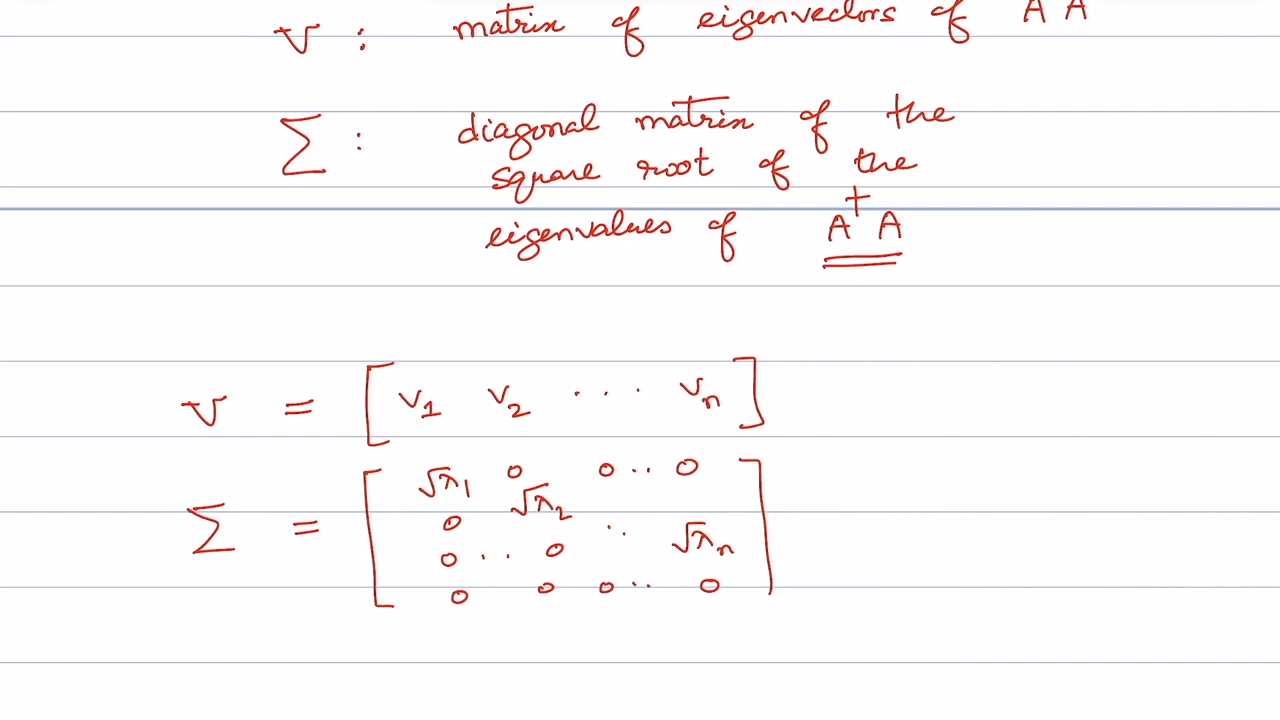 V : matrix of eigenvectors of A A
Σ : diagonal matrix of the
square root of the
eigenvalues of A⁺ A
V = [ v₁ v₂ ... vₙ ]
Σ = [ √λ₁ 0 0 .. 0
0 √λ₂ ..
0 .. 0 √λₙ
0 0 0 .. 0 ]